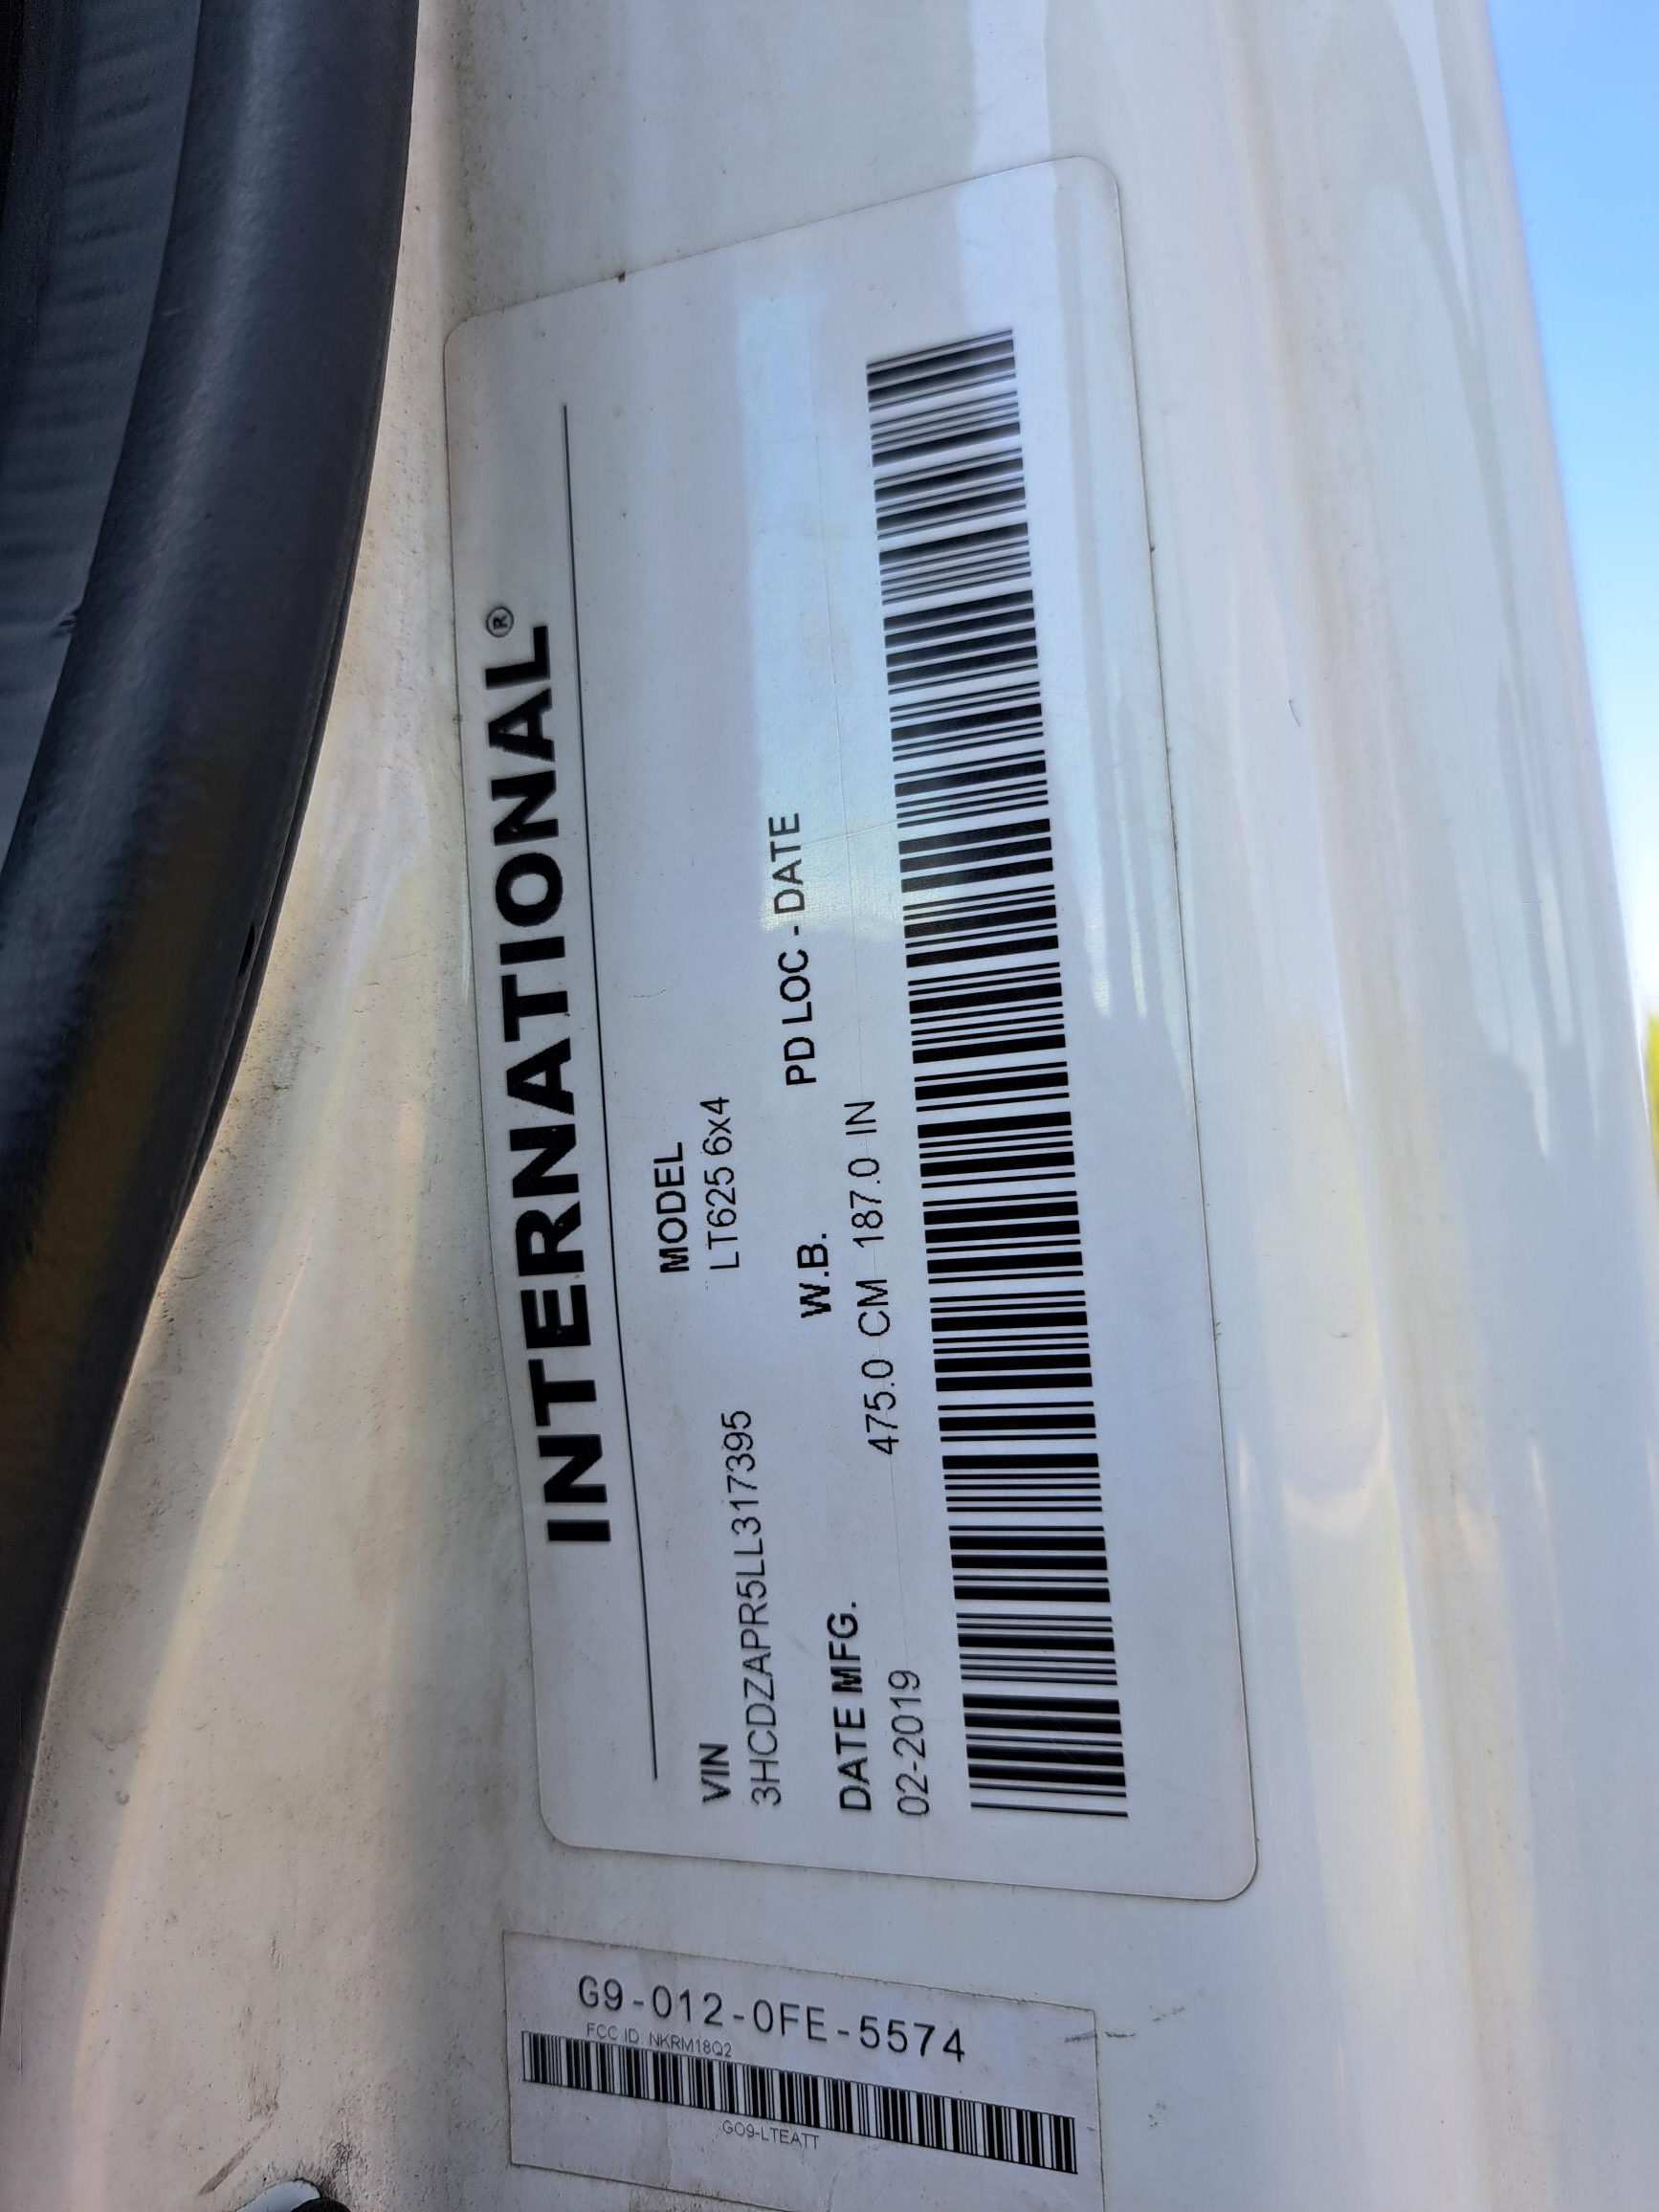 INTERNATIONAL®
VIN MODEL
3HCDZAPR5LL317395 LT625 6x4
DATE MFG. W.B. PD LOC - DATE
02-2019 475.0 CM 187.0 IN
G9-012-0FE-5574
FCC ID: NKRM18Q2
GO9-LTEATT